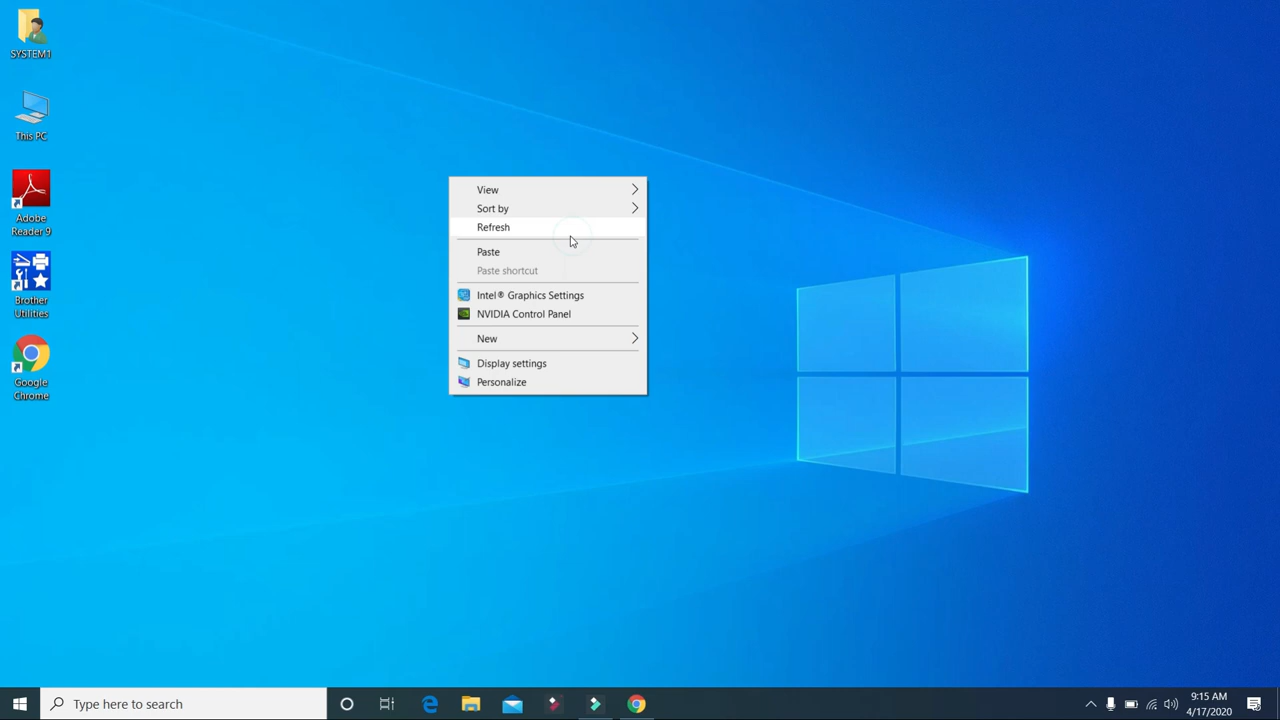 SYSTEM1
This PC
Adobe
Reader 9
Brother
Utilities
Google
Chrome
View
Sort by
Refresh
Paste
Paste shortcut
Intel® Graphics Settings
NVIDIA Control Panel
New
Display settings
Personalize
Type here to search
9:15 AM
4/17/2020